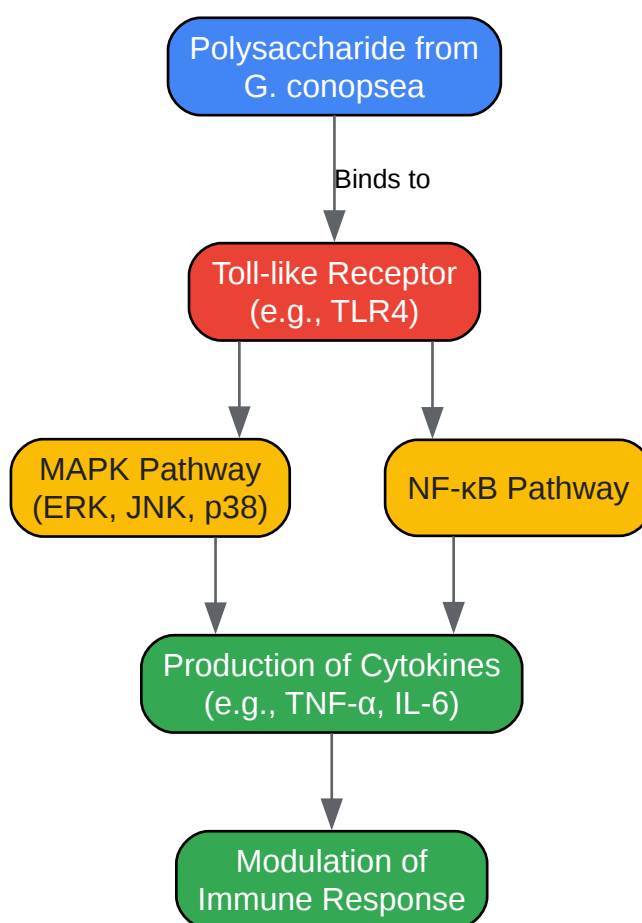 Polysaccharide from
G. conopsea
Binds to
Toll-like Receptor
(e.g., TLR4)
MAPK Pathway
(ERK, JNK, p38)
NF-κB Pathway
Production of Cytokines
(e.g., TNF-α, IL-6)
Modulation of
Immune Response